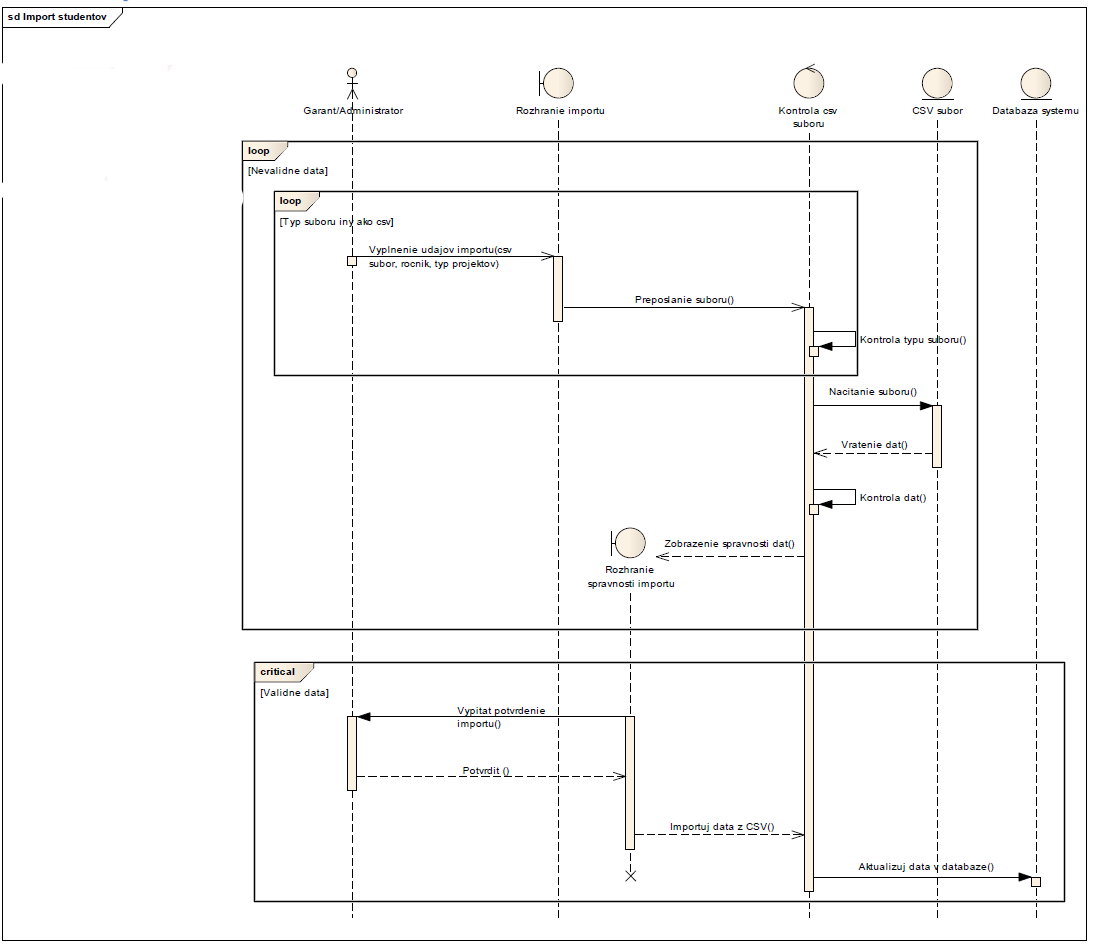 sd Import studentov
Garant/Administrator
Rozhranie importu
Kontrola csv
suboru
CSV subor
Databaza systemu
loop
[Nevalidne data]
loop
[Typ suboru iny ako csv]
Vyplnenie udajov importu(csv
subor, rocnik, typ projektov)
Preposlanie suboru()
Kontrola typu suboru()
Nacitanie suboru()
Vratenie dat()
Kontrola dat()
Zobrazenie spravnosti dat()
Rozhranie
spravnosti importu
critical
[Validne data]
Vypitat potvrdenie
importu()
Potvrdit ()
Importuj data z CSV()
Aktualizuj data v databaze()